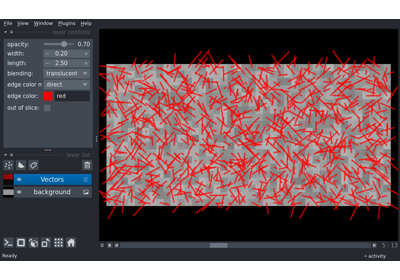 File View Window Plugins Help
layer controls
opacity: 0.70
width: 0.20
length: 2.50
blending: translucent
edge color m direct
edge color: red
out of slice:
layer list
Vectors
background
0 5 13
Ready activity